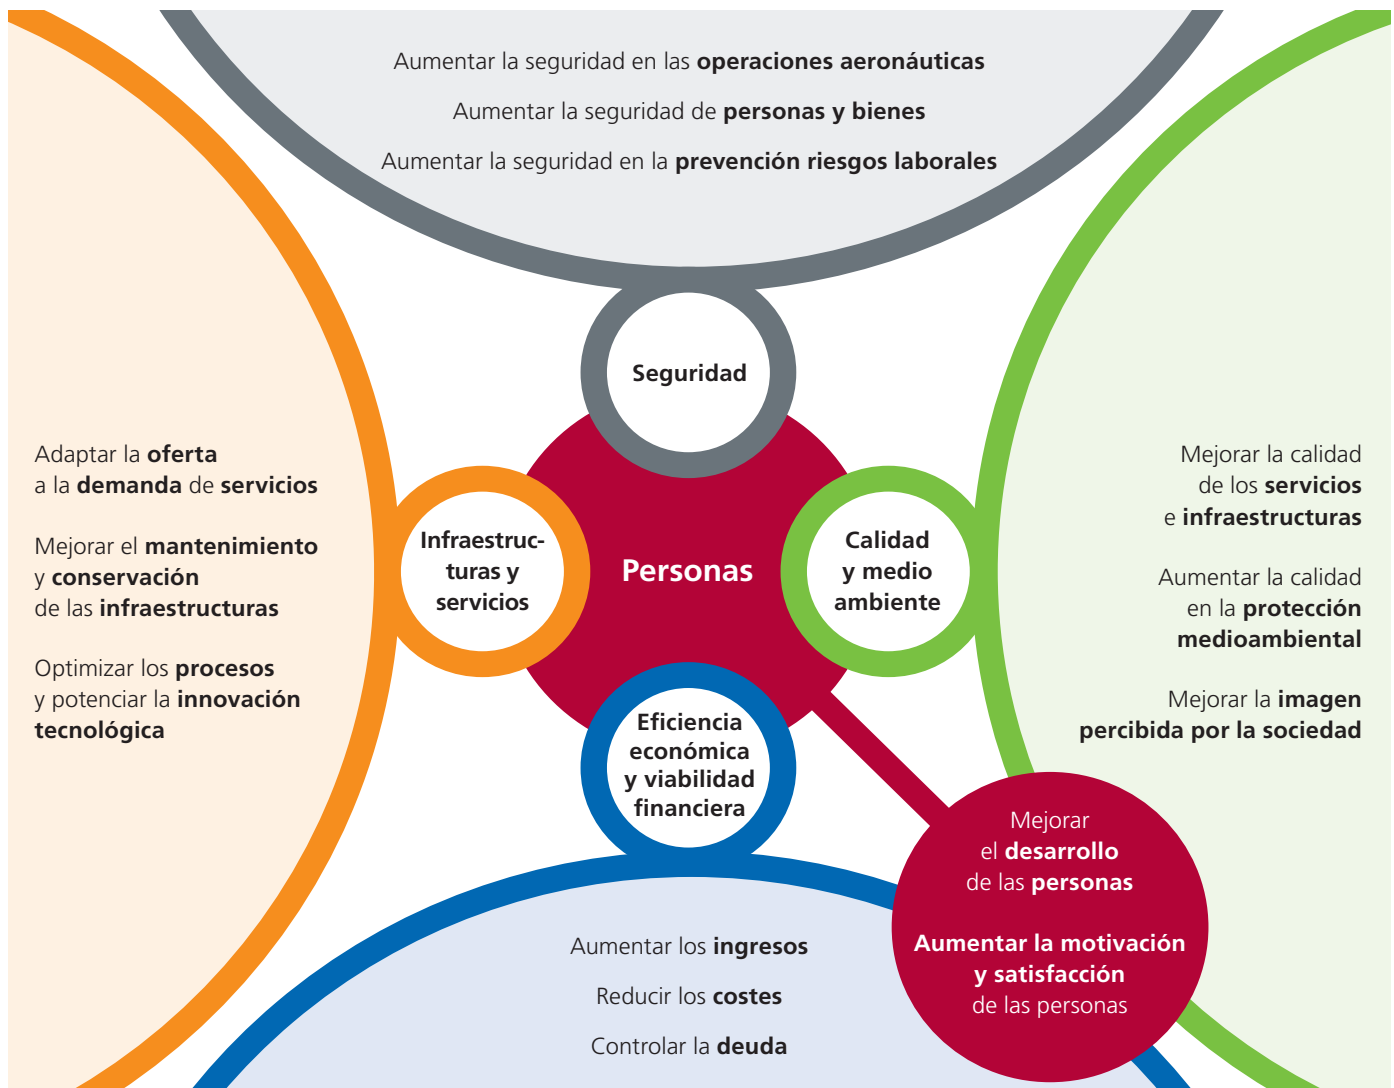 Aumentar la seguridad en las operaciones aeronáuticas
Aumentar la seguridad de personas y bienes
Aumentar la seguridad en la prevención riesgos laborales
Seguridad
Adaptar la oferta
a la demanda de servicios
Mejorar el mantenimiento
y conservación
de las infraestructuras
Optimizar los procesos
y potenciar la innovación
tecnológica
Infraestruc-
turas y
servicios
Personas
Calidad
y medio
ambiente
Mejorar la calidad
de los servicios
e infraestructuras
Aumentar la calidad
en la protección
medioambiental
Mejorar la imagen
percibida por la sociedad
Eficiencia
económica
y viabilidad
financiera
Mejorar
el desarrollo
de las personas
Aumentar la motivación
y satisfacción
de las personas
Aumentar los ingresos
Reducir los costes
Controlar la deuda